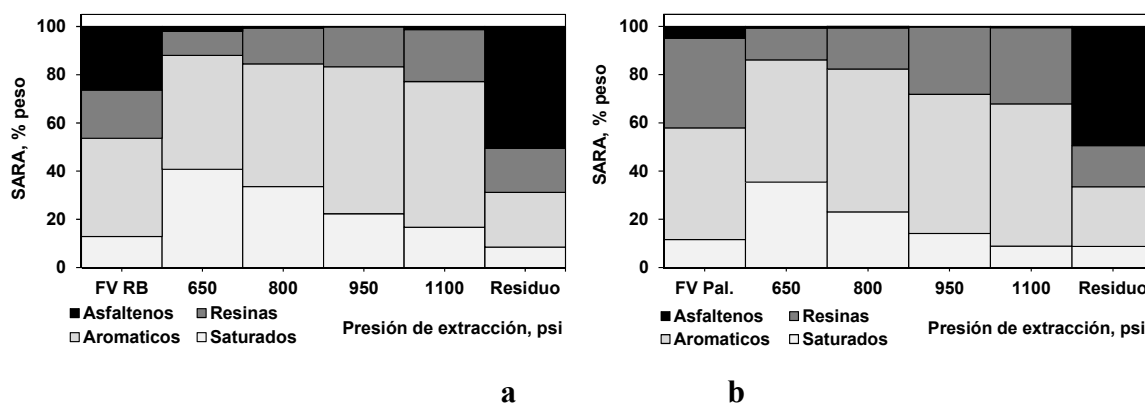 SARA, % peso
100
80
60
40
20
0
FV RB 650 800 950 1100 Residuo
Asfaltenos Resinas
Aromaticos Saturados
Presión de extracción, psi
a
SARA, % peso
100
80
60
40
20
0
FV Pal. 650 800 950 1100 Residuo
Asfaltenos Resinas
Aromaticos Saturados
Presión de extracción, psi
b